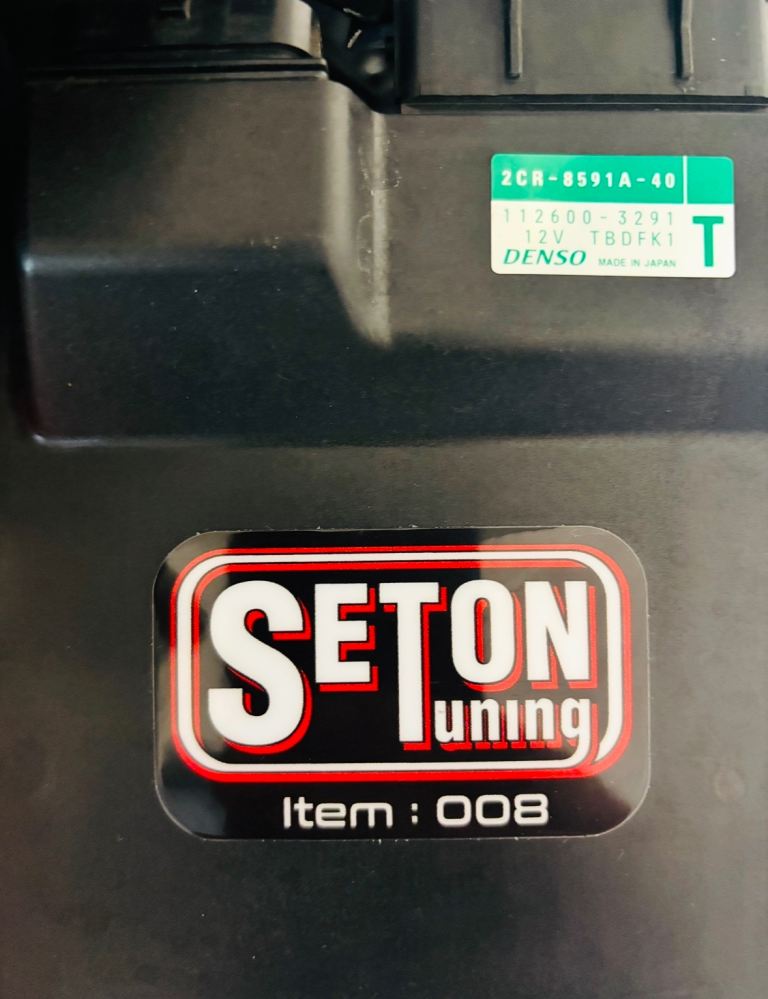 2CR-8591A-40
112600-3291
12V TBDFK1
T
DENSO MADE IN JAPAN
SETON
Tuning
Item : 008